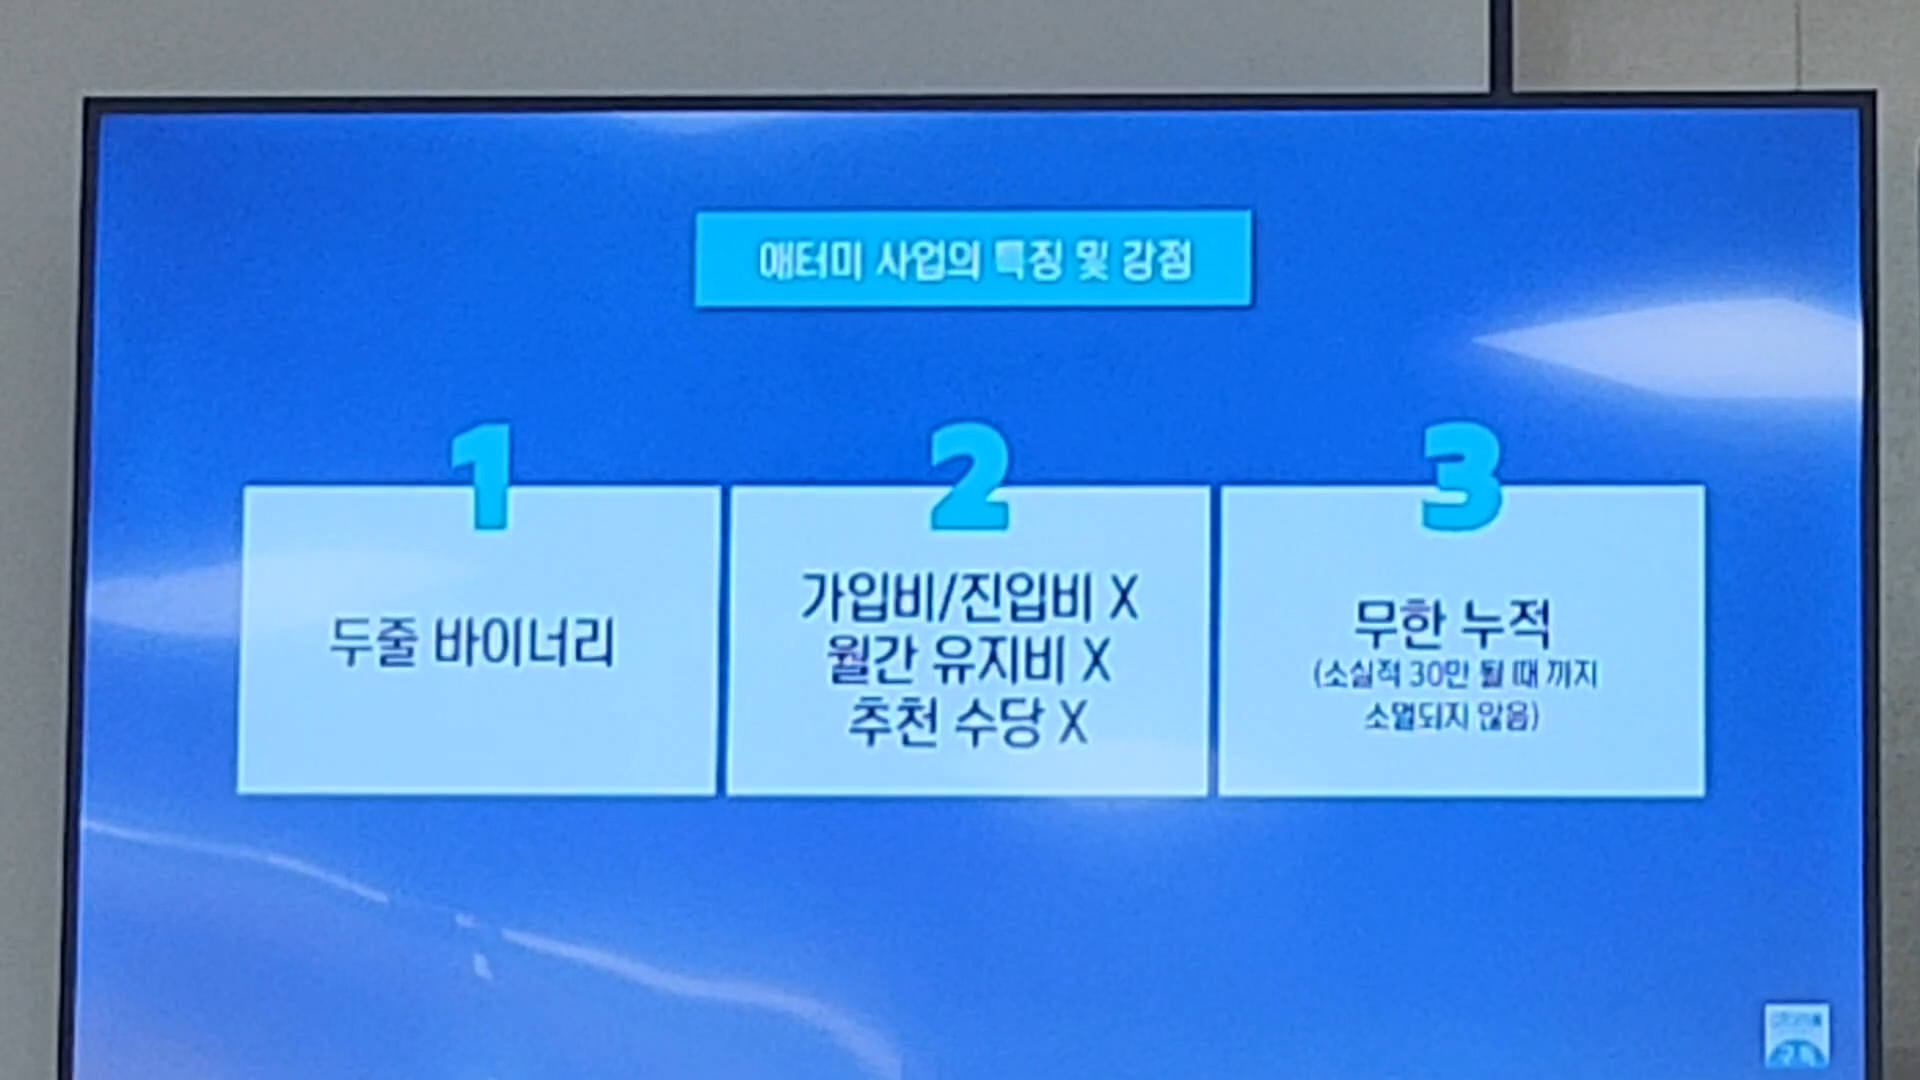 애터미 사업의 특징 및 강점
1
두줄 바이너리
2
가입비/진입비 X
월간 유지비 X
추천 수당 X
3
무한 누적
(소실적 30만 될 때 까지
소멸되지 않음)